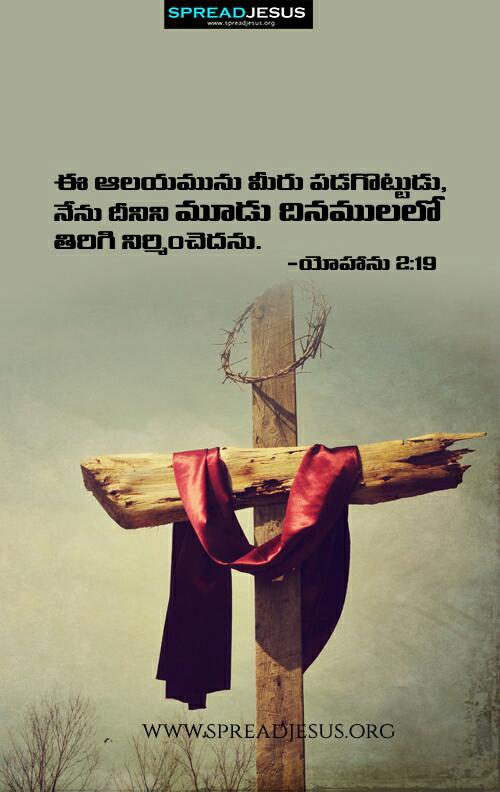 SPREADJESUS
www.spreadjesus.org
ఈ ఆలయమును మీరు పడగొట్టుడు,
నేను దీనిని మూడు దినములలో
తిరిగి నిర్మించెదను.
-యోహాను 2:19
WWW.SPREADJESUS.ORG